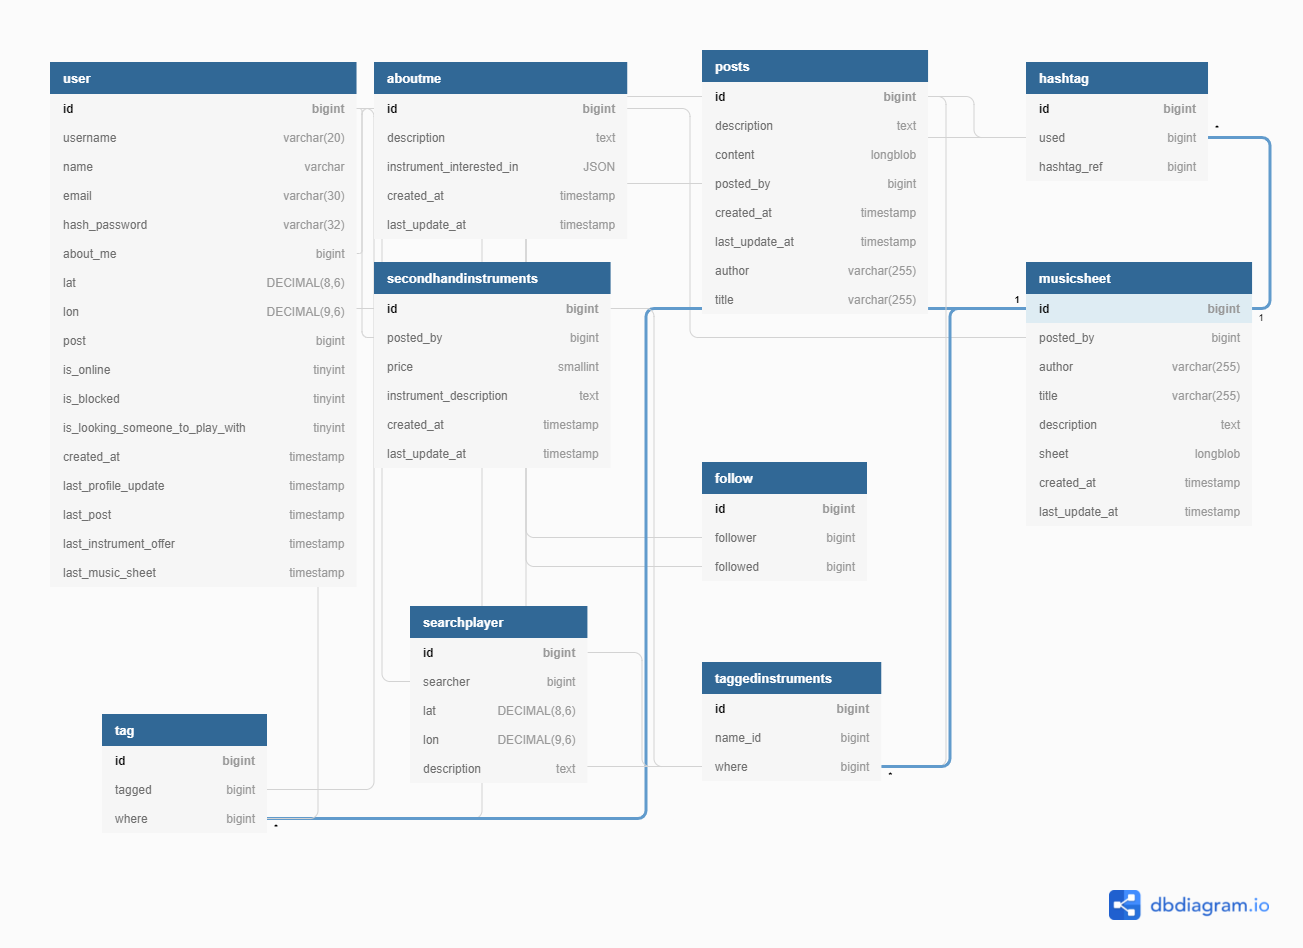 user
id bigint
username varchar(20)
name varchar
email varchar(30)
hash_password varchar(32)
about_me bigint
lat DECIMAL(8,6)
lon DECIMAL(9,6)
post bigint
is_online tinyint
is_blocked tinyint
is_looking_someone_to_play_with tinyint
created_at timestamp
last_profile_update timestamp
last_post timestamp
last_instrument_offer timestamp
last_music_sheet timestamp
aboutme
id bigint
description text
instrument_interested_in JSON
created_at timestamp
last_update_at timestamp
secondhandinstruments
id bigint
posted_by bigint
price smallint
instrument_description text
created_at timestamp
last_update_at timestamp
posts
id bigint
description text
content longblob
posted_by bigint
created_at timestamp
last_update_at timestamp
author varchar(255)
title varchar(255)
hashtag
id bigint
used bigint
hashtag_ref bigint
*
musicsheet
1
id bigint
1
posted_by bigint
author varchar(255)
title varchar(255)
description text
sheet longblob
created_at timestamp
last_update_at timestamp
follow
id bigint
follower bigint
followed bigint
searchplayer
id bigint
searcher bigint
lat DECIMAL(8,6)
lon DECIMAL(9,6)
description text
taggedinstruments
id bigint
name_id bigint
where bigint
*
tag
id bigint
tagged bigint
where bigint
*
dbdiagram.io